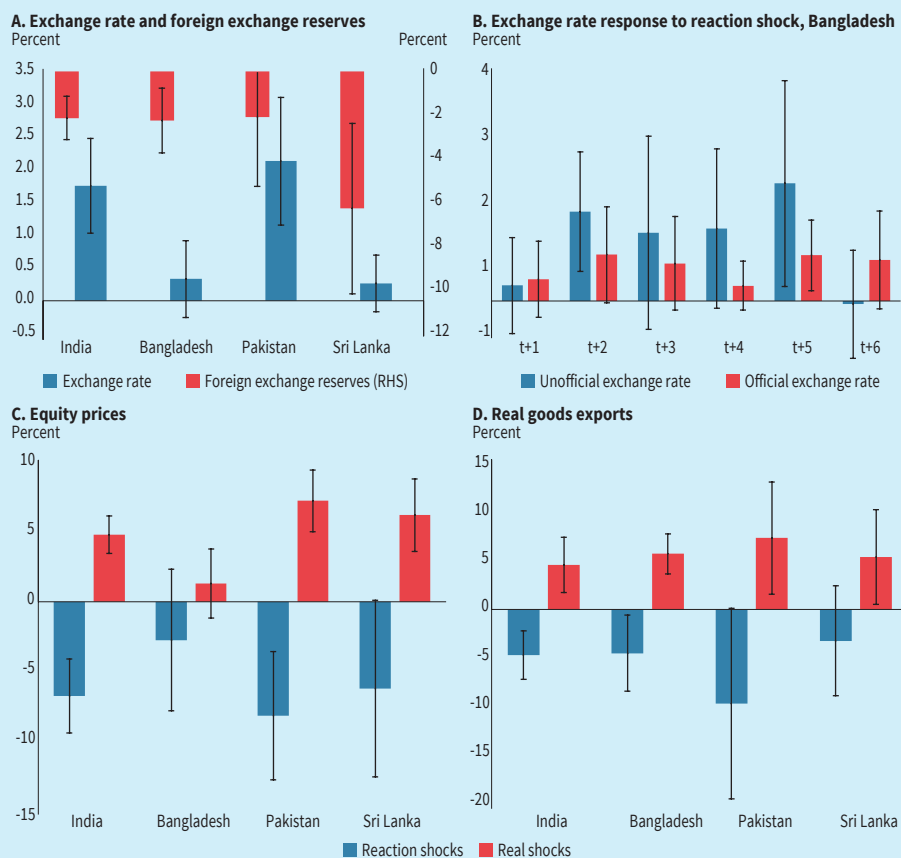 A. Exchange rate and foreign exchange reserves
Percent
Percent
3.5
3.0
2.5
2.0
1.5
1.0
0.5
0.0
-0.5
0
-2
-4
-6
-8
-10
-12
India Bangladesh Pakistan Sri Lanka
Exchange rate Foreign exchange reserves (RHS)
B. Exchange rate response to reaction shock, Bangladesh
Percent
4
3
2
1
-1
t+1 t+2 t+3 t+4 t+5 t+6
Unofficial exchange rate Official exchange rate
C. Equity prices
Percent
10
5
0
-5
-10
-15
India Bangladesh Pakistan Sri Lanka
D. Real goods exports
Percent
15
10
5
0
-5
-10
-15
-20
India Bangladesh Pakistan Sri Lanka
Reaction shocks Real shocks